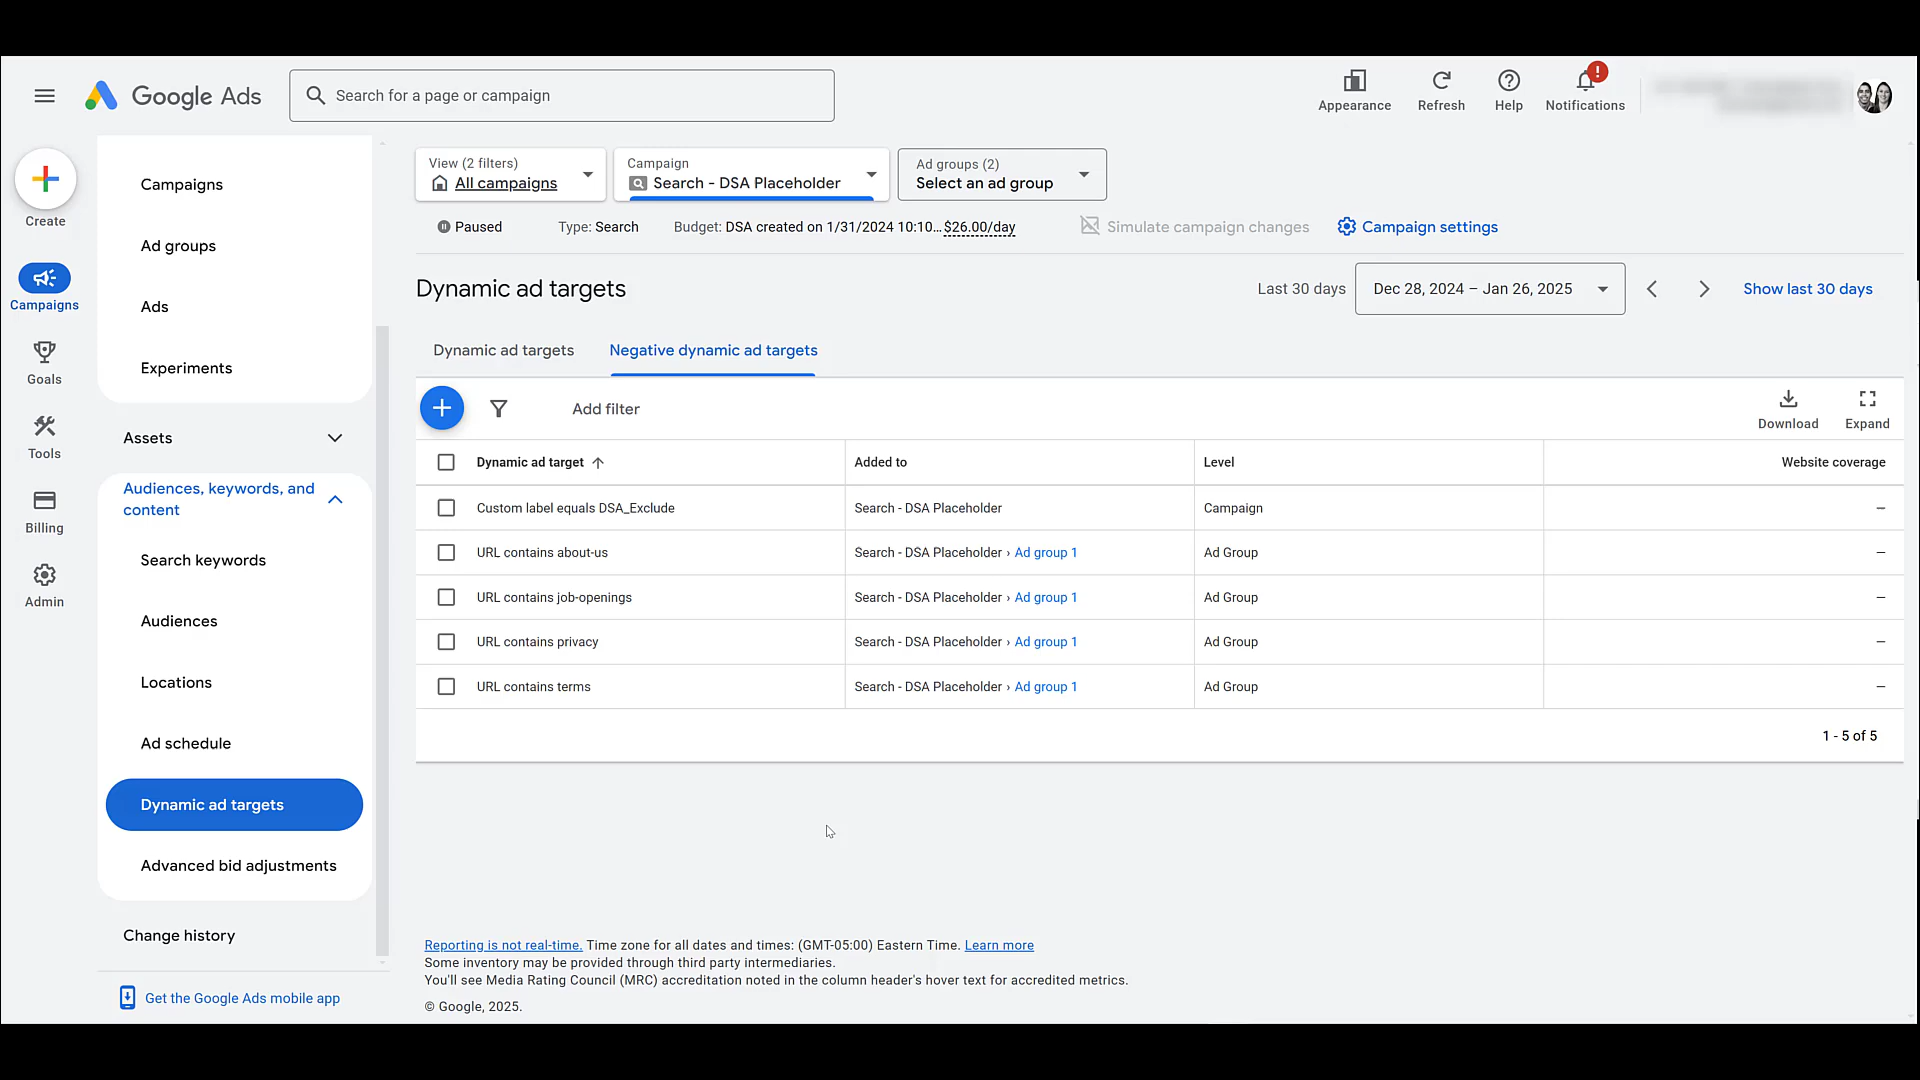 Google Ads
Search for a page or campaign
Appearance
Refresh
Help
!
Notifications
Create
Campaigns
Goals
Tools
Billing
Admin
Campaigns
Ad groups
Ads
Experiments
Assets
Audiences, keywords, and
content
Search keywords
Audiences
Locations
Ad schedule
Dynamic ad targets
Advanced bid adjustments
Change history
Get the Google Ads mobile app
View (2 filters)
All campaigns
Campaign
Search - DSA Placeholder
Ad groups (2)
Select an ad group
Paused
Type: Search
Budget: DSA created on 1/31/2024 10:10... $26.00/day
Simulate campaign changes
Campaign settings
Dynamic ad targets
Last 30 days
Dec 28, 2024 – Jan 26, 2025
Show last 30 days
Dynamic ad targets
Negative dynamic ad targets
Add filter
Download
Expand
Dynamic ad target Added to Level Website coverage
Custom label equals DSA_Exclude Search - DSA Placeholder Campaign –
URL contains about-us Search - DSA Placeholder › Ad group 1 Ad Group –
URL contains job-openings Search - DSA Placeholder › Ad group 1 Ad Group –
URL contains privacy Search - DSA Placeholder › Ad group 1 Ad Group –
URL contains terms Search - DSA Placeholder › Ad group 1 Ad Group –
1 - 5 of 5
Reporting is not real-time. Time zone for all dates and times: (GMT-05:00) Eastern Time. Learn more
Some inventory may be provided through third party intermediaries.
You'll see Media Rating Council (MRC) accreditation noted in the column header's hover text for accredited metrics.
© Google, 2025.